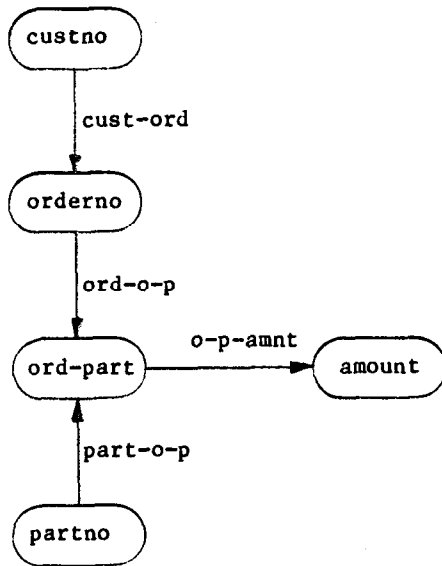 custno
cust-ord
orderno
ord-o-p
o-p-amnt
ord-part
amount
part-o-p
partno